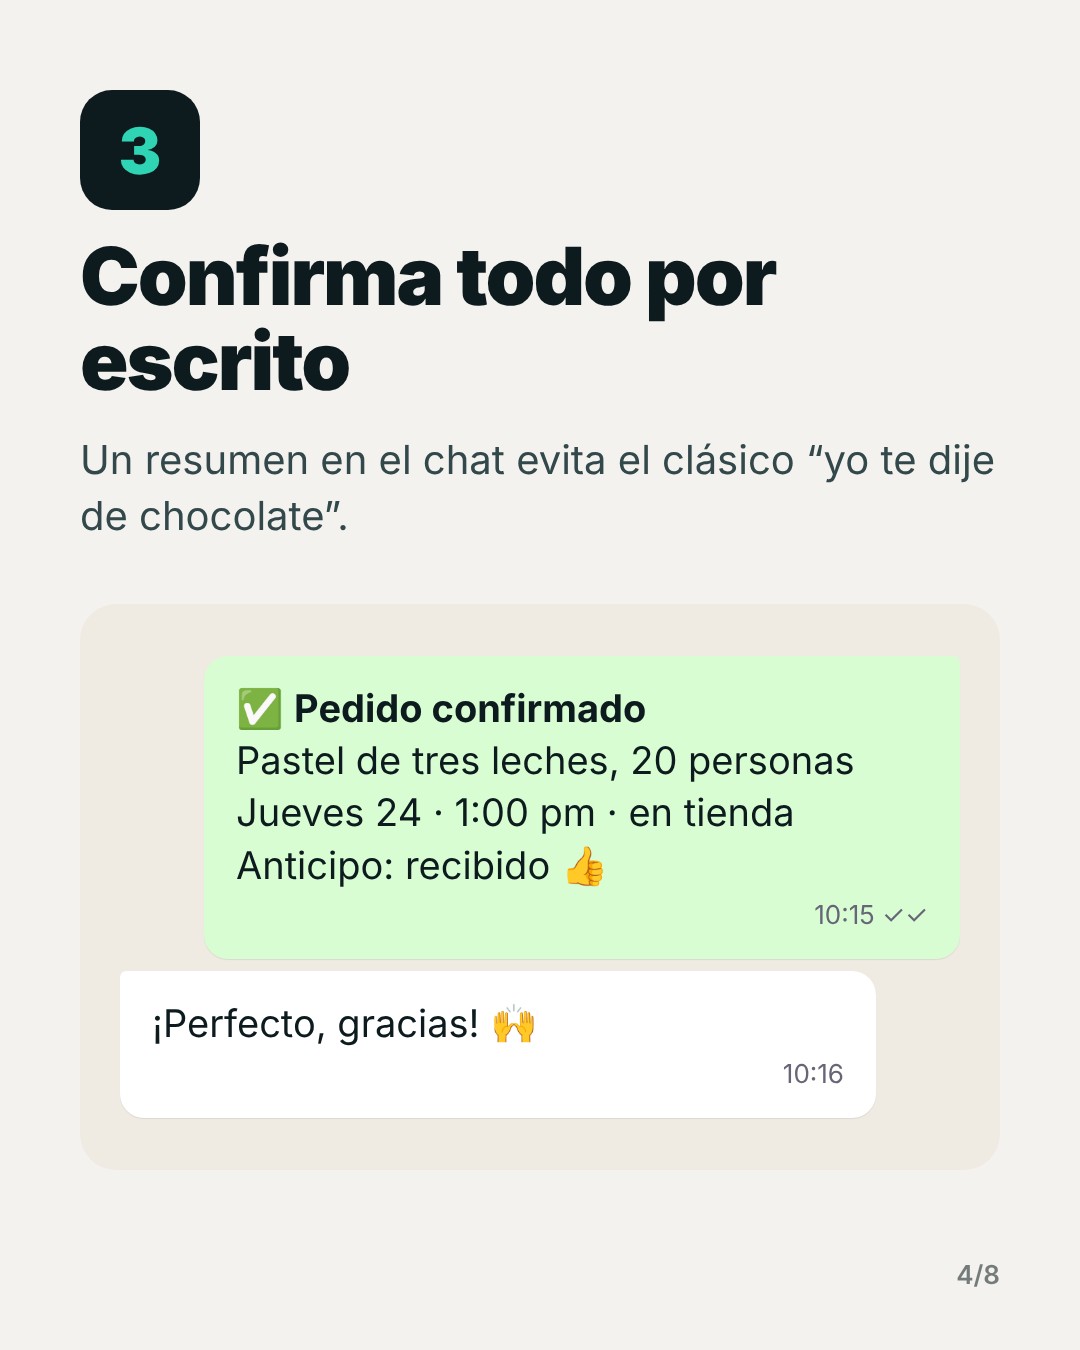 3
Confirma todo por
escrito
Un resumen en el chat evita el clásico “yo te dije
de chocolate”.
✅ Pedido confirmado
Pastel de tres leches, 20 personas
Jueves 24 · 1:00 pm · en tienda
Anticipo: recibido 👍
10:15 ✓✓
¡Perfecto, gracias! 🙌
10:16
4/8